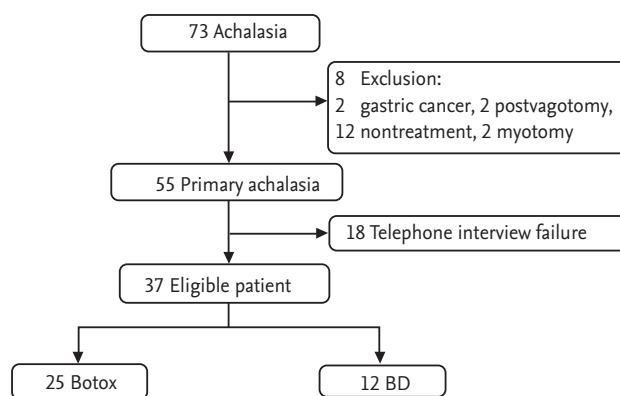 73 Achalasia
8 Exclusion:
2 gastric cancer, 2 postvagotomy,
12 nontreatment, 2 myotomy
55 Primary achalasia
18 Telephone interview failure
37 Eligible patient
25 Botox
12 BD